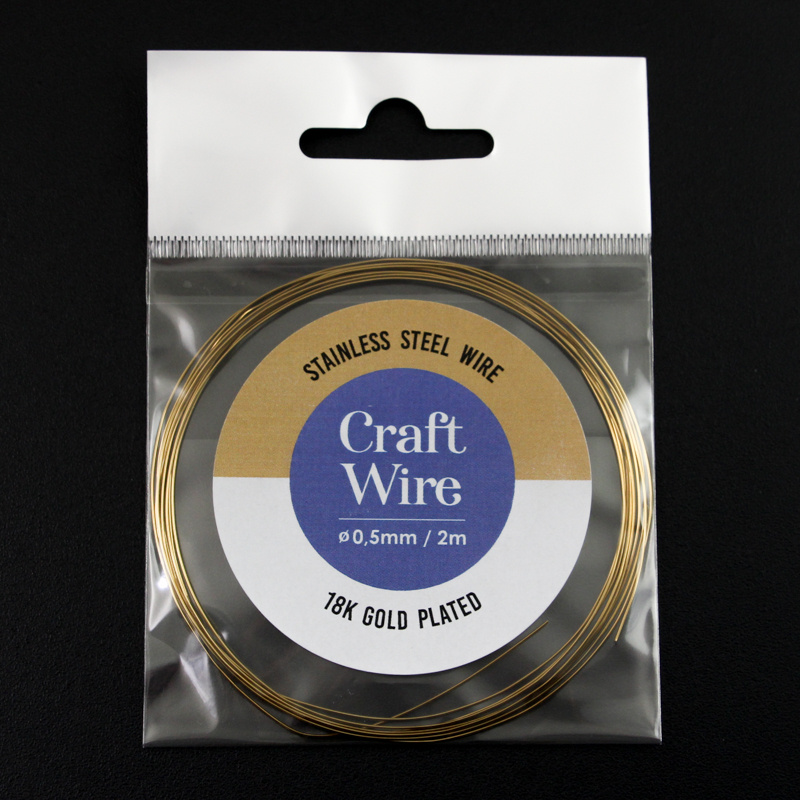 STAINLESS STEEL WIRE
Craft
Wire
ø0,5mm / 2m
18K GOLD PLATED